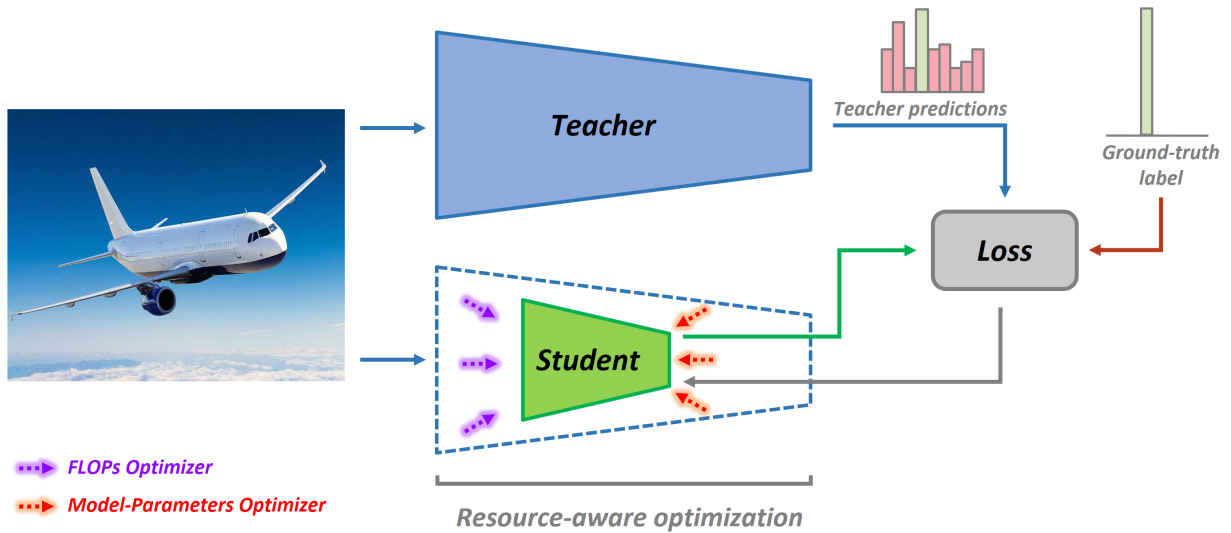 Teacher
Teacher predictions
Ground-truth
label
Loss
Student
FLOPs Optimizer
Model-Parameters Optimizer
Resource-aware optimization